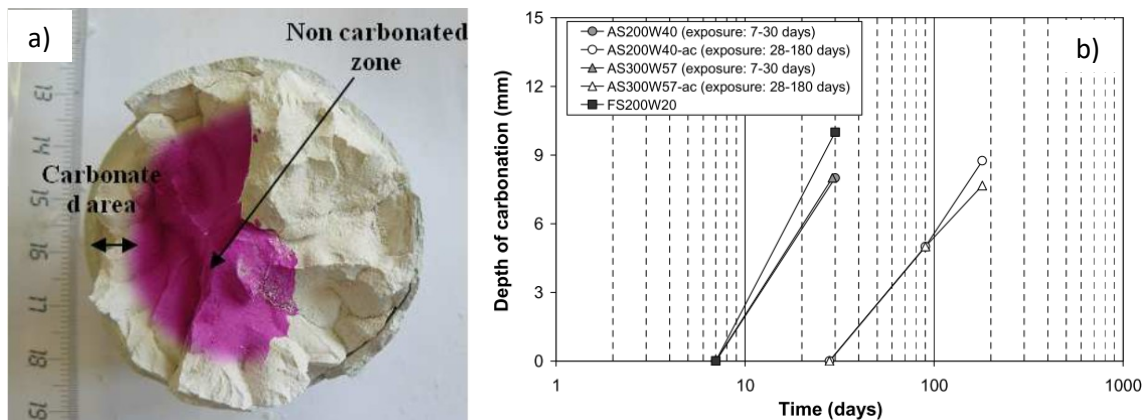 a)
Non carbonated
zone
Carbonate
d area
13
14
15
16
17
18
19
b)
AS200W40 (exposure: 7-30 days)
AS200W40-ac (exposure: 28-180 days)
AS300W57 (exposure: 7-30 days)
AS300W57-ac (exposure: 28-180 days)
FS200W20
Depth of carbonation (mm)
15
12
9
6
3
0
1
10
100
1000
Time (days)